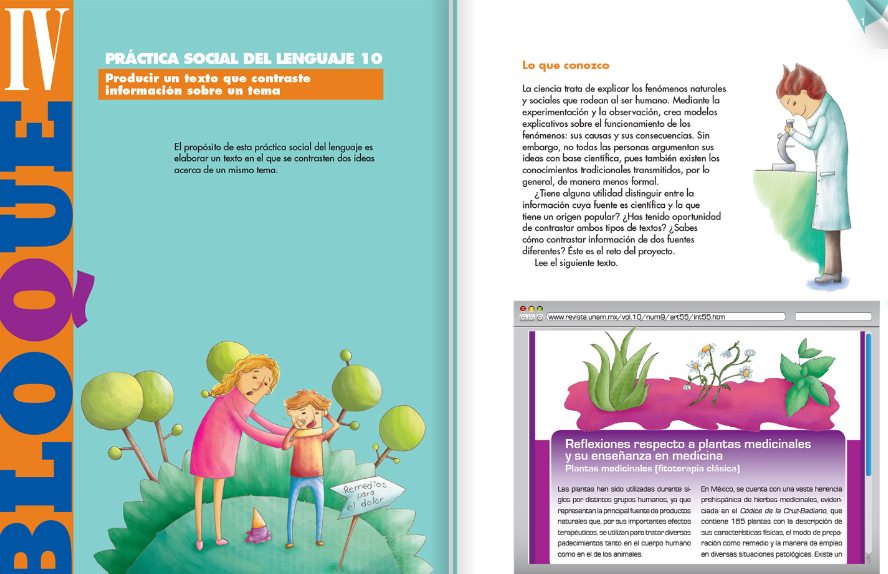 BLOQUE IV
PRÁCTICA SOCIAL DEL LENGUAJE 10
Producir un texto que contraste
información sobre un tema
El propósito de esta práctica social del lenguaje es
elaborar un texto en el que se contrasten dos ideas
acerca de un mismo tema.
Remedios
para
el dolor
1
Lo que conozco
La ciencia trata de explicar los fenómenos naturales
y sociales que rodean al ser humano. Mediante la
experimentación y la observación, crea modelos
explicativos sobre el funcionamiento de los
fenómenos: sus causas y sus consecuencias. Sin
embargo, no todas las personas argumentan sus
ideas con base científica, pues también existen los
conocimientos tradicionales transmitidos, por lo
general, de manera menos formal.
¿Tiene alguna utilidad distinguir entre la
información cuya fuente es científica y la que
tiene un origen popular? ¿Has tenido oportunidad
de contrastar ambos tipos de textos? ¿Sabes
cómo contrastar información de dos fuentes
diferentes? Éste es el reto del proyecto.
Lee el siguiente texto.
www.revista.unam.mx/vol.10/num9/art55/int55.htm
Reflexiones respecto a plantas medicinales
y su enseñanza en medicina
Plantas medicinales (fitoterapia clásica)
Las plantas han sido utilizadas durante si-
glos por distintos grupos humanos, ya que
representan la principal fuente de productos
naturales que, por sus importantes efectos
terapéuticos, se utilizan para tratar diversos
padecimientos tanto en el cuerpo humano
como en el de los animales.
En México, se cuenta con una vasta herencia
prehispánica de hierbas medicinales, eviden-
ciada en el Códice de la Cruz-Badiano, que
contiene 185 plantas con la descripción de
sus características físicas, el modo de prepa-
ración como remedio y la manera de empleo
en diversas situaciones patológicas. Existe un